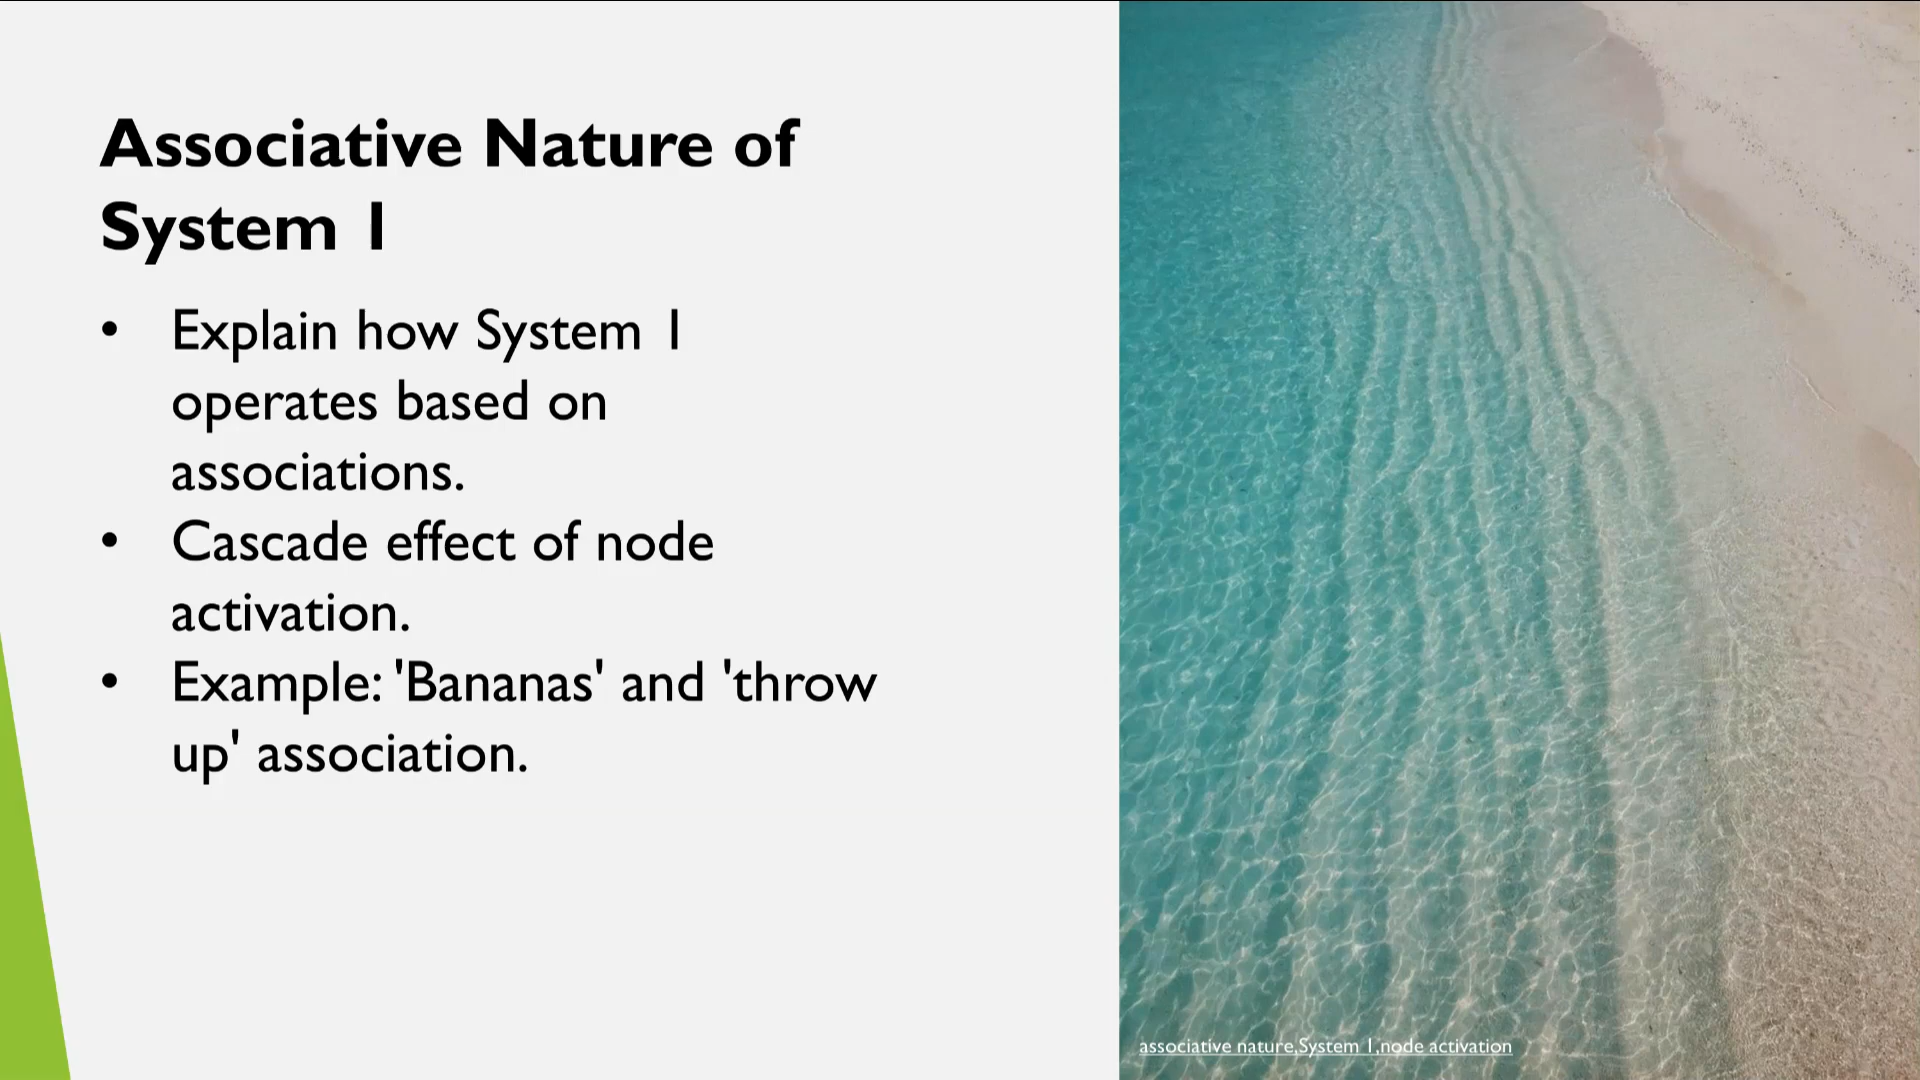 Associative Nature of
System 1
• Explain how System 1
operates based on
associations.
• Cascade effect of node
activation.
• Example: 'Bananas' and 'throw
up' association.
associative nature,System 1,node activation